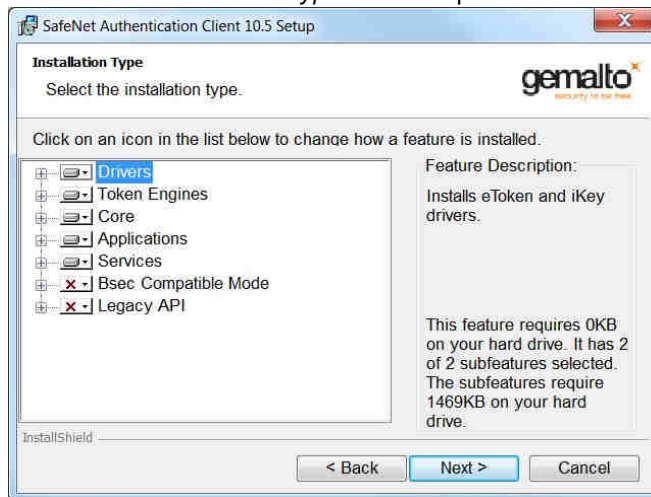 SafeNet Authentication Client 10.5 Setup
Installation Type
Select the installation type.
gemalto
security to be free
Click on an icon in the list below to change how a feature is installed.
Drivers
Token Engines
Core
Applications
Services
Bsec Compatible Mode
Legacy API
Feature Description:
Installs eToken and iKey
drivers.
This feature requires 0KB
on your hard drive. It has 2
of 2 subfeatures selected.
The subfeatures require
1469KB on your hard
drive.
InstallShield
< Back
Next >
Cancel